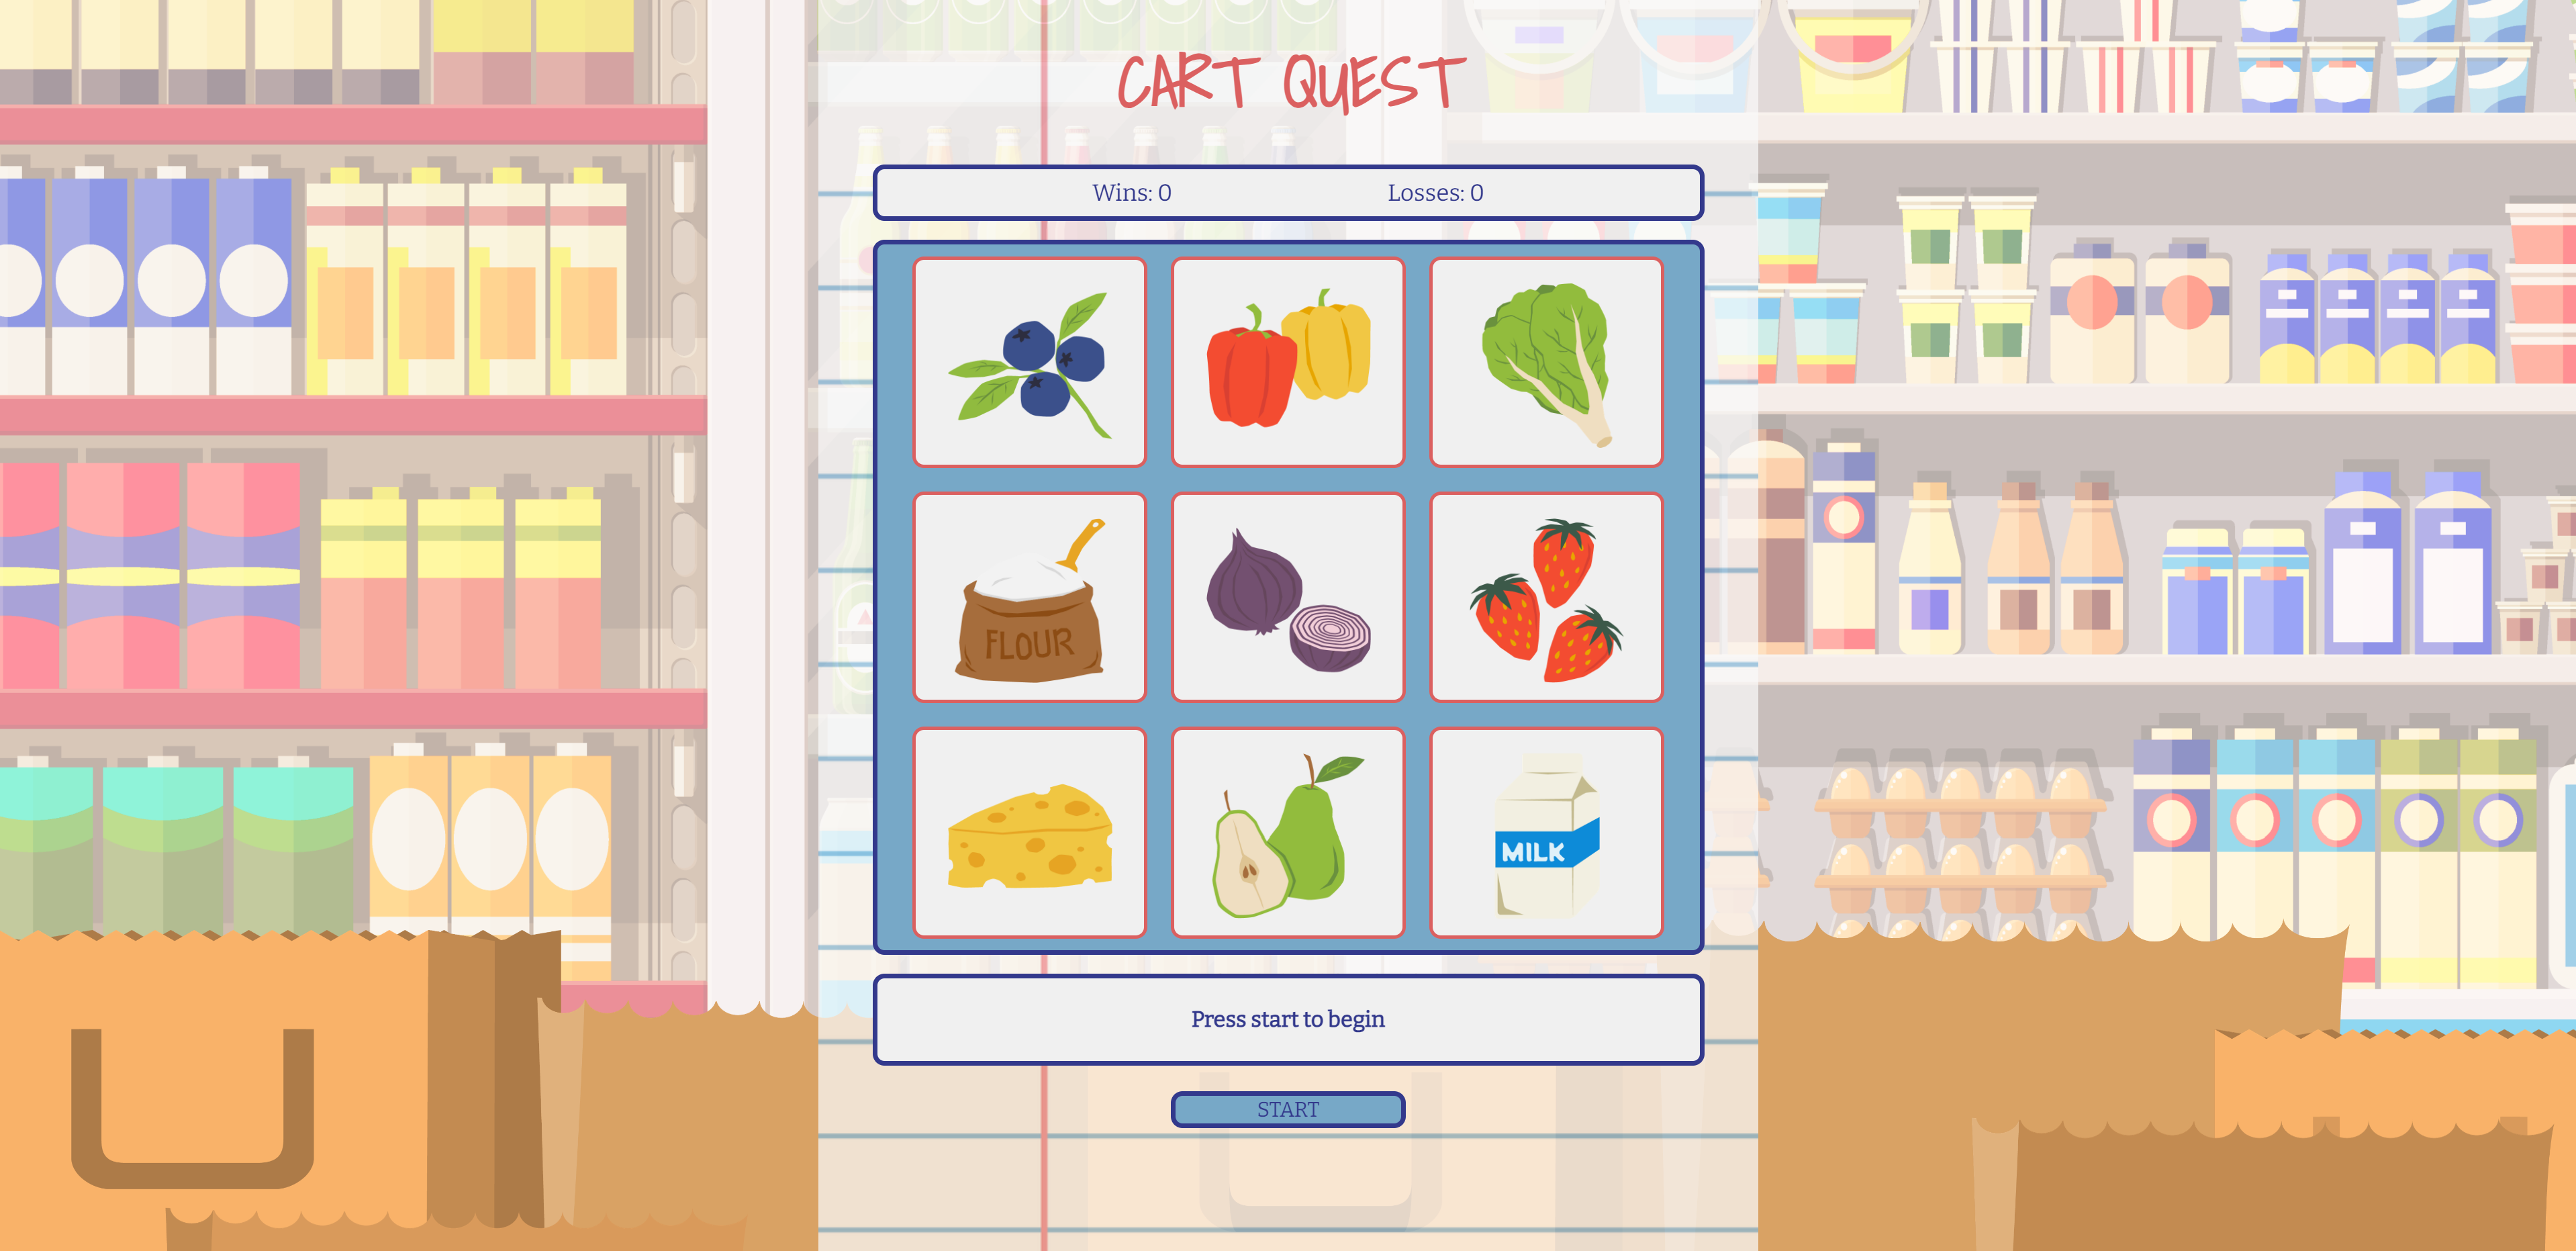 CART QUEST
Wins: 0 Losses: 0
FLOUR
MILK
Press start to begin
START